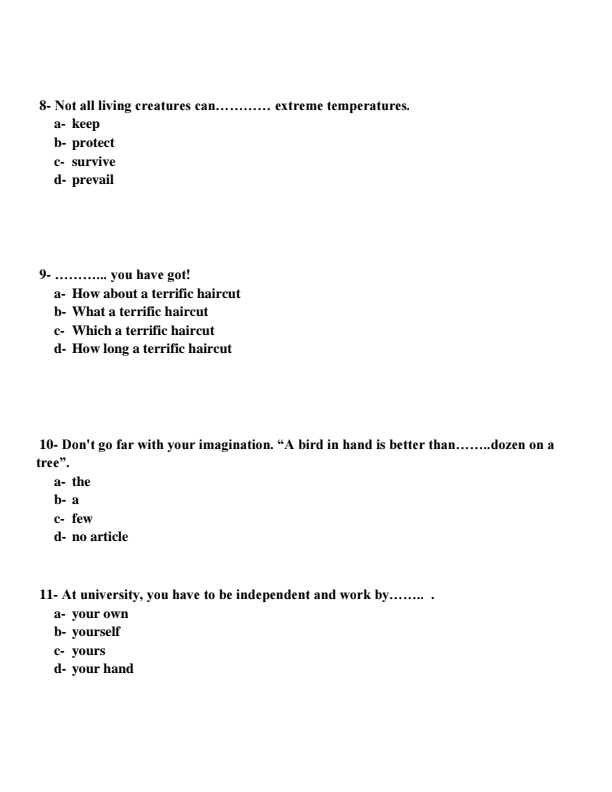 8- Not all living creatures can………… extreme temperatures.
a- keep
b- protect
c- survive
d- prevail
9- ………... you have got!
a- How about a terrific haircut
b- What a terrific haircut
c- Which a terrific haircut
d- How long a terrific haircut
10- Don't go far with your imagination. “A bird in hand is better than……..dozen on a
tree”.
a- the
b- a
c- few
d- no article
11- At university, you have to be independent and work by…….. .
a- your own
b- yourself
c- yours
d- your hand